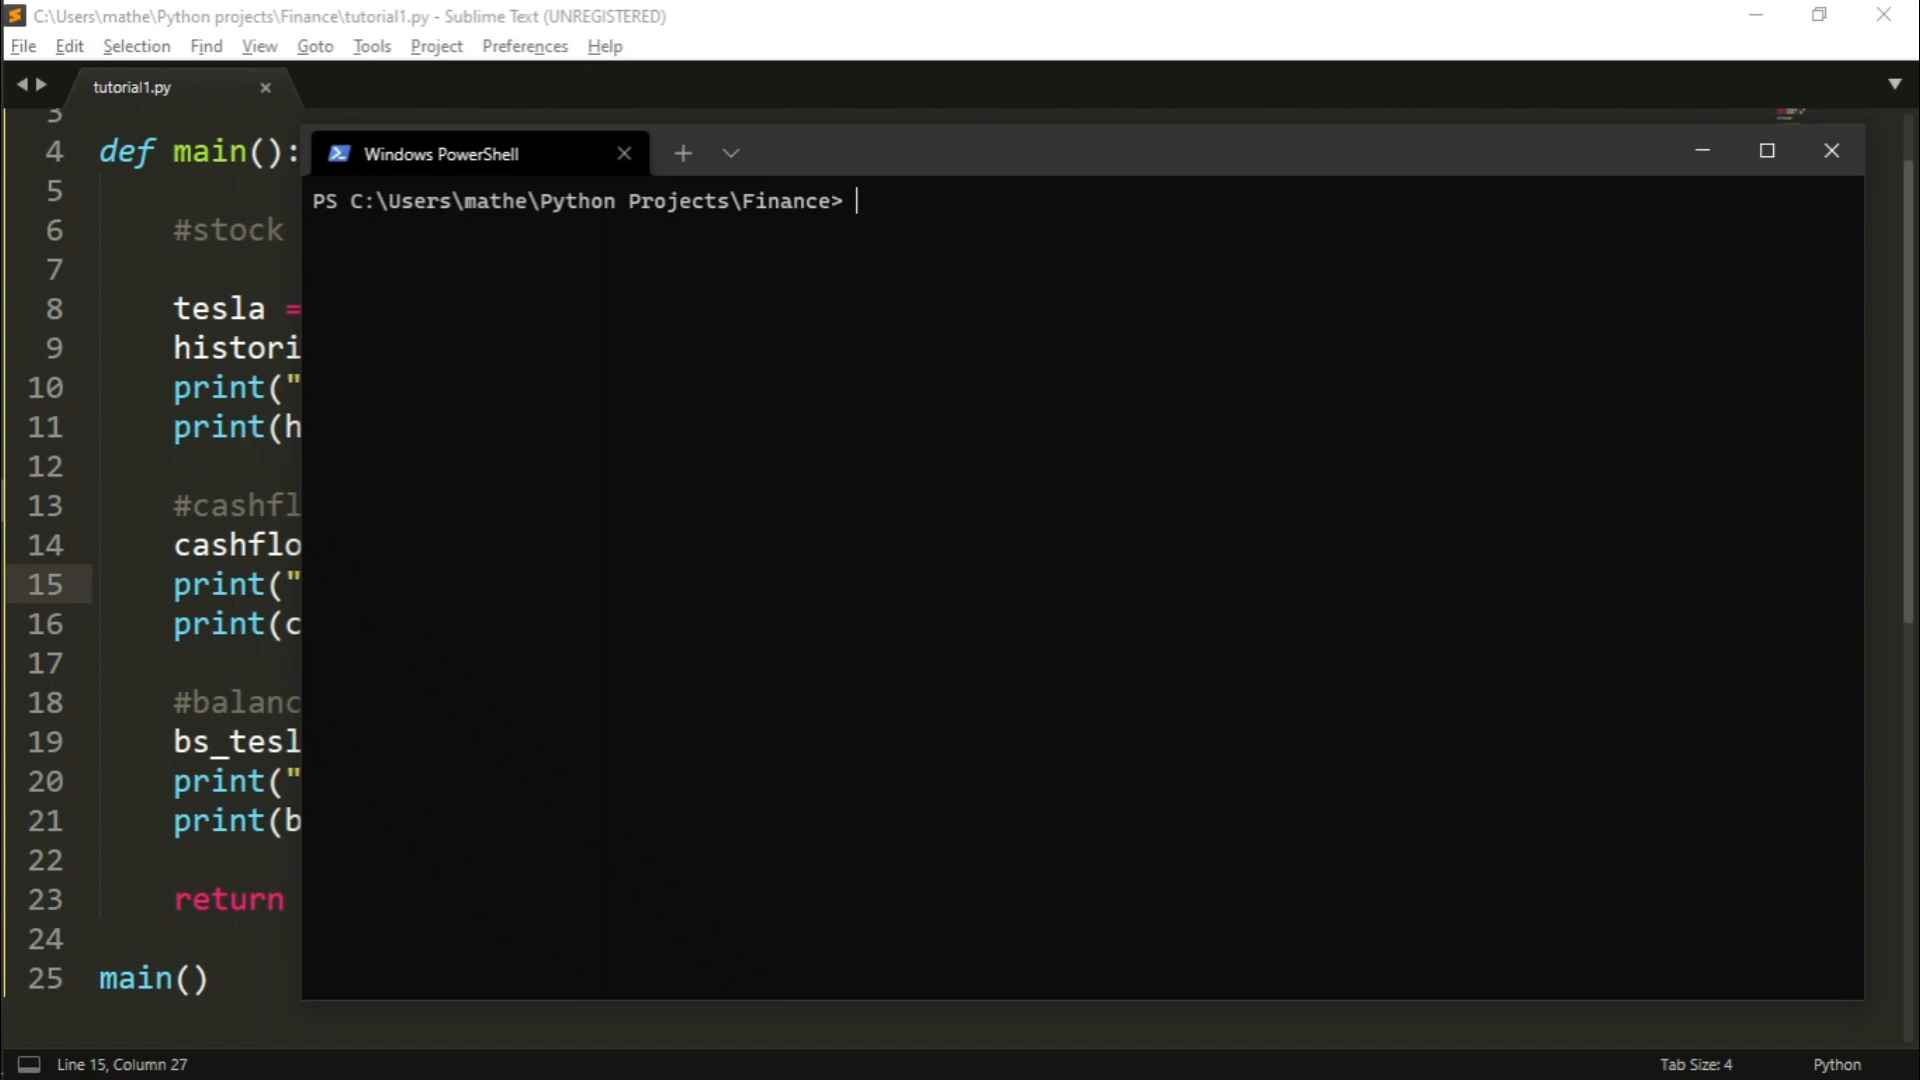 C:\Users\mathe\Python projects\Finance\tutorial1.py - Sublime Text (UNREGISTERED)
File Edit Selection Find View Goto Tools Project Preferences Help
tutorial1.py
3
4 def main():
5
6 #stock
7
8 tesla =
9 histori
10 print("
11 print(h
12
13 #cashfl
14 cashflo
15 print("
16 print(c
17
18 #balanc
19 bs_tesl
20 print("
21 print(b
22
23 return
24
25 main()
Windows PowerShell
PS C:\Users\mathe\Python Projects\Finance>
Line 15, Column 27
Tab Size: 4
Python